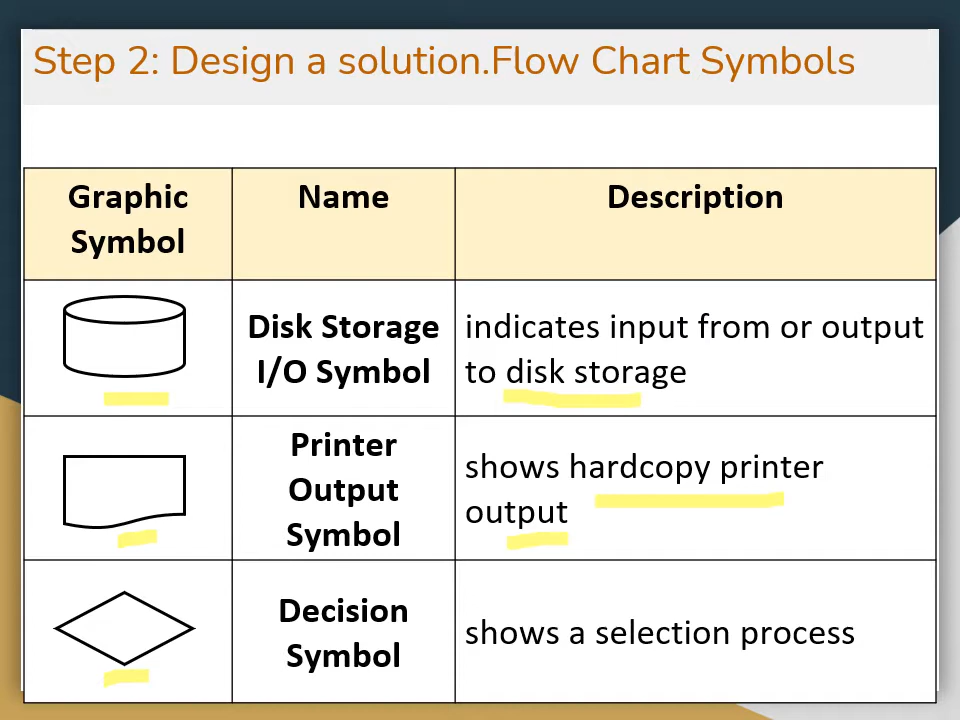 Step 2: Design a solution.Flow Chart Symbols
Graphic
Symbol
Name
Description
Disk Storage
I/O Symbol
indicates input from or output
to disk storage
Printer
Output
Symbol
shows hardcopy printer
output
Decision
Symbol
shows a selection process